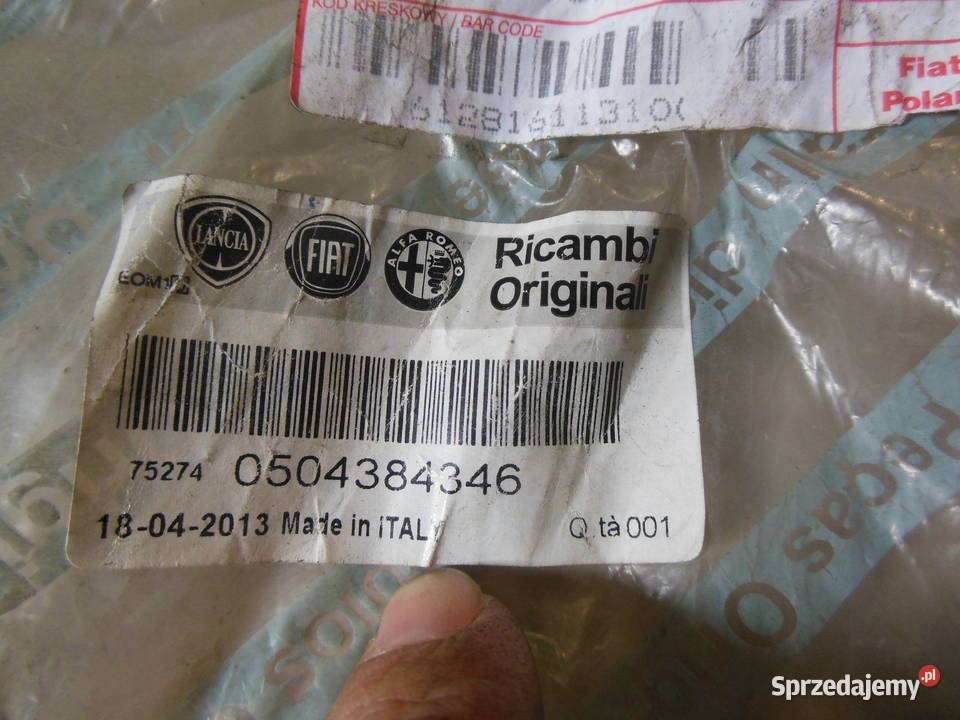 KOD KRESKOWY / BAR CODE
Fiat
Polan
LANCIA
FIAT
ALFA ROMEO
Ricambi
Originali
75274 0504384346
18-04-2013 Made in ITALY
Q.tà 001
Peças O
Sprzedajemy.pl